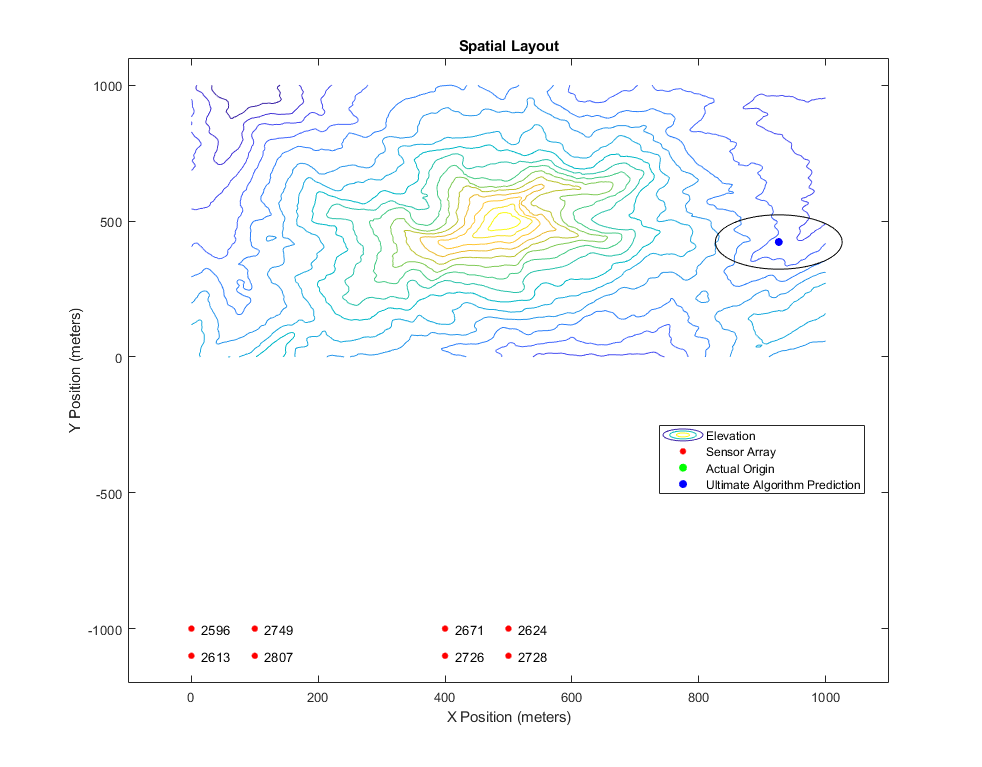 Spatial Layout
1000
500
0
-500
-1000
Y Position (meters)
Elevation
Sensor Array
Actual Origin
Ultimate Algorithm Prediction
2596 2749 2671 2624
2613 2807 2726 2728
0 200 400 600 800 1000
X Position (meters)